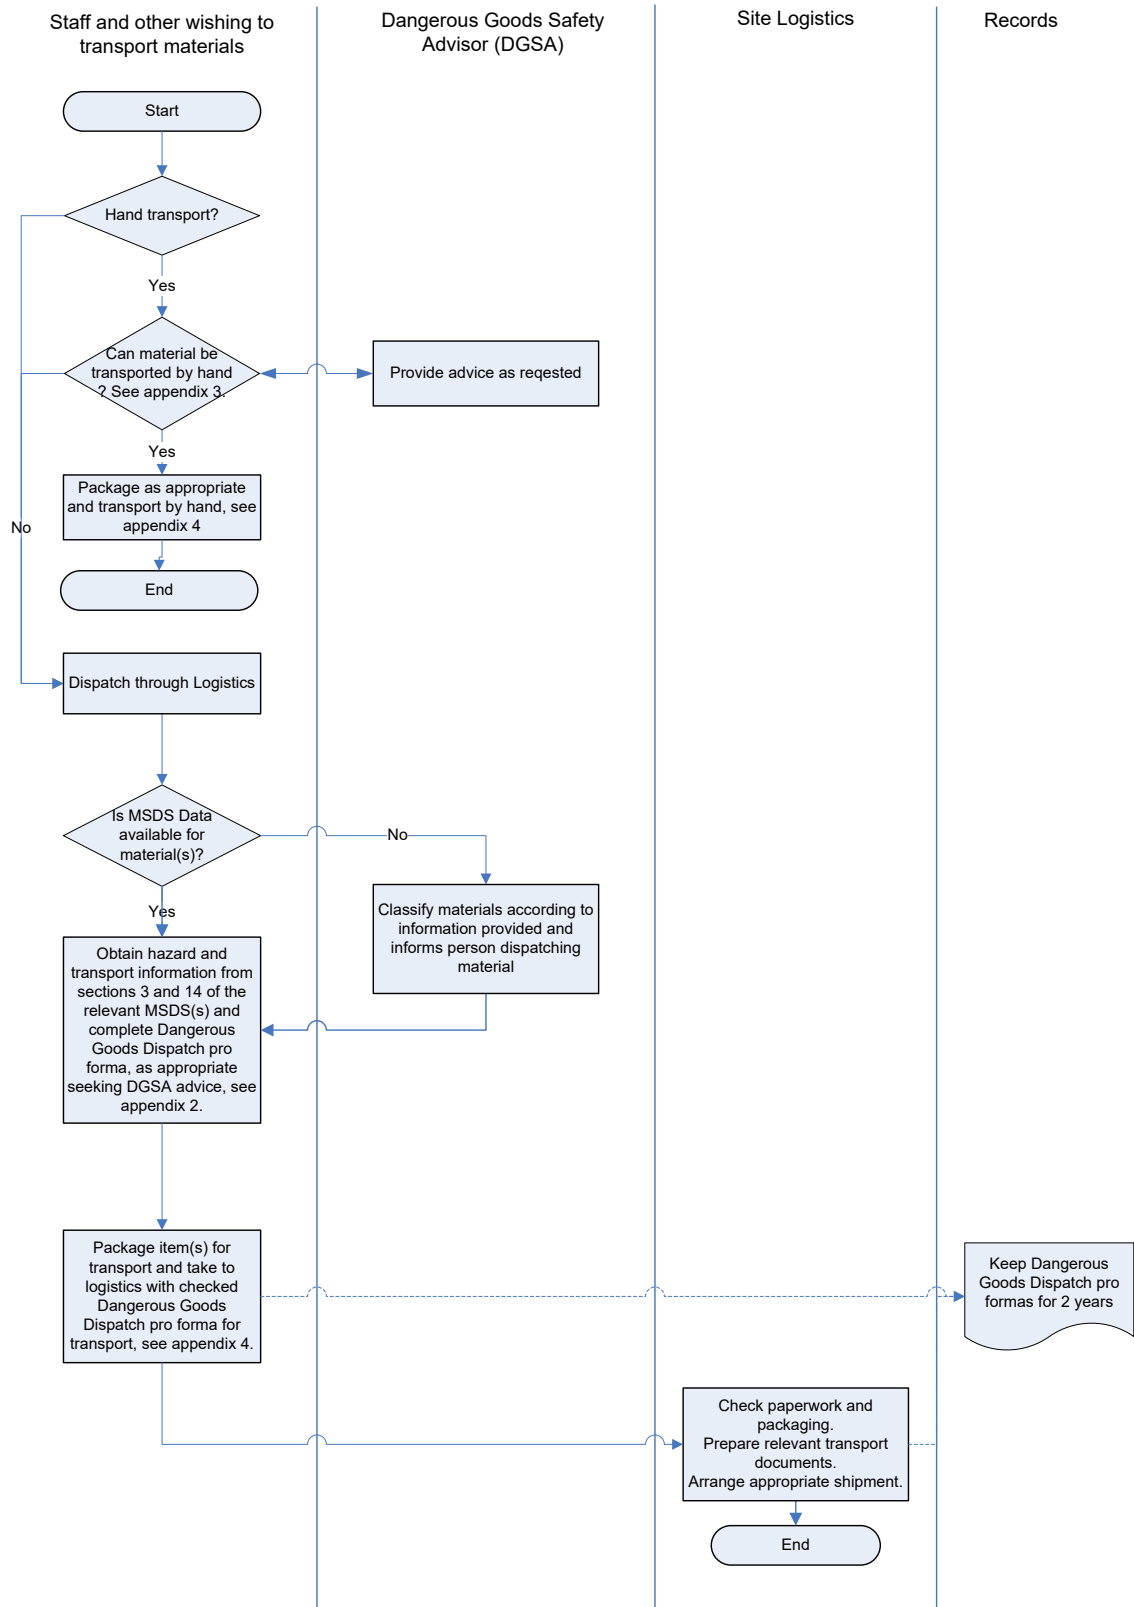 Staff and other wishing to
transport materials
Dangerous Goods Safety
Advisor (DGSA)
Site Logistics
Records
Start
Hand transport?
Yes
Can material be
transported by hand
? See appendix 3.
Provide advice as reqested
Yes
Package as appropriate
and transport by hand, see
appendix 4
No
End
Dispatch through Logistics
Is MSDS Data
available for
material(s)?
No
Yes
Classify materials according to
information provided and
informs person dispatching
material
Obtain hazard and
transport information from
sections 3 and 14 of the
relevant MSDS(s) and
complete Dangerous
Goods Dispatch pro
forma, as appropriate
seeking DGSA advice, see
appendix 2.
Package item(s) for
transport and take to
logistics with checked
Dangerous Goods
Dispatch pro forma for
transport, see appendix 4.
Keep Dangerous
Goods Dispatch pro
formas for 2 years
Check paperwork and
packaging.
Prepare relevant transport
documents.
Arrange appropriate shipment.
End